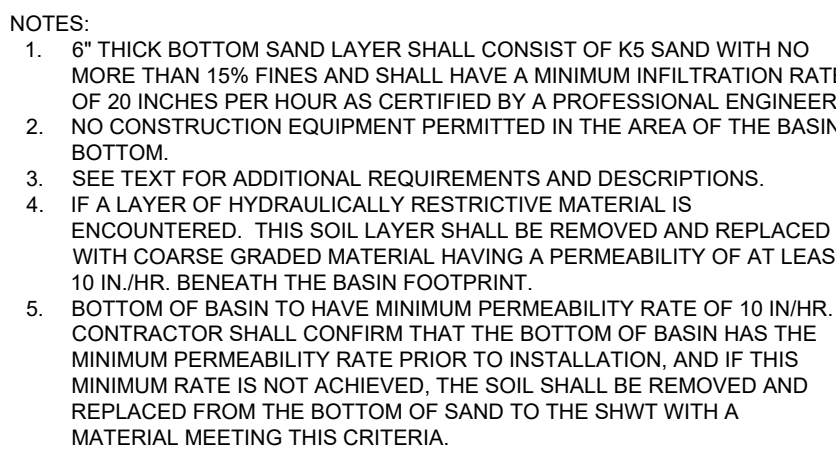 NOTES:
1. 6" THICK BOTTOM SAND LAYER SHALL CONSIST OF K5 SAND WITH NO
MORE THAN 15% FINES AND SHALL HAVE A MINIMUM INFILTRATION RATE
OF 20 INCHES PER HOUR AS CERTIFIED BY A PROFESSIONAL ENGINEER
2. NO CONSTRUCTION EQUIPMENT PERMITTED IN THE AREA OF THE BASIN
BOTTOM.
3. SEE TEXT FOR ADDITIONAL REQUIREMENTS AND DESCRIPTIONS.
4. IF A LAYER OF HYDRAULICALLY RESTRICTIVE MATERIAL IS
ENCOUNTERED. THIS SOIL LAYER SHALL BE REMOVED AND REPLACED
WITH COARSE GRADED MATERIAL HAVING A PERMEABILITY OF AT LEAS
10 IN./HR. BENEATH THE BASIN FOOTPRINT.
5. BOTTOM OF BASIN TO HAVE MINIMUM PERMEABILITY RATE OF 10 IN/HR.
CONTRACTOR SHALL CONFIRM THAT THE BOTTOM OF BASIN HAS THE
MINIMUM PERMEABILITY RATE PRIOR TO INSTALLATION, AND IF THIS
MINIMUM RATE IS NOT ACHIEVED, THE SOIL SHALL BE REMOVED AND
REPLACED FROM THE BOTTOM OF SAND TO THE SHWT WITH A
MATERIAL MEETING THIS CRITERIA.